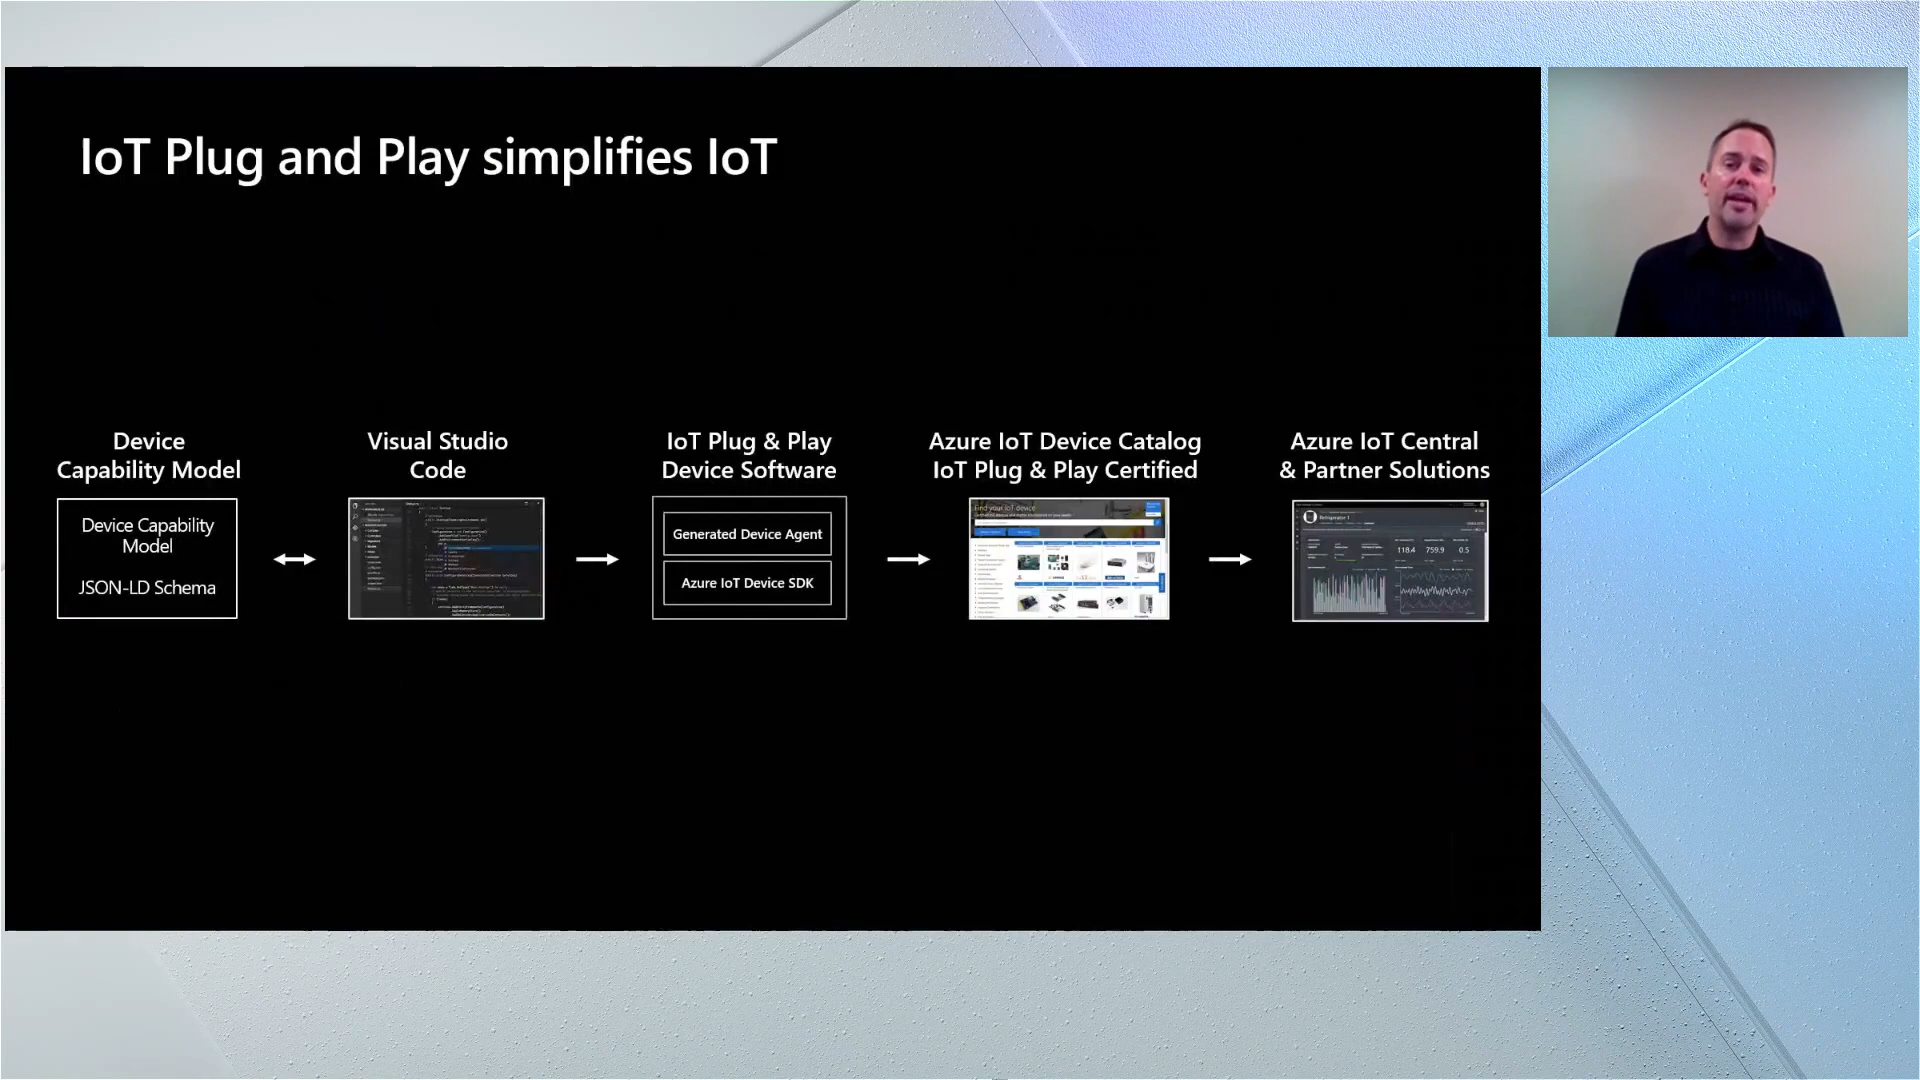 IoT Plug and Play simplifies IoT
Device
Capability Model
Device Capability
Model
JSON-LD Schema
Visual Studio
Code
IoT Plug & Play
Device Software
Generated Device Agent
Azure IoT Device SDK
Azure IoT Device Catalog
IoT Plug & Play Certified
Find your IoT device
Azure IoT Central
& Partner Solutions
Refrigerator 1
118.4
759.9
0.5